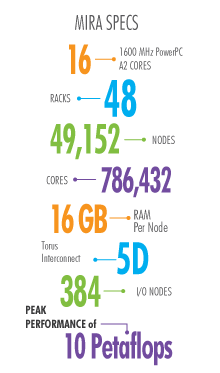 MIRA SPECS
16 1600 MHz PowerPC
A2 CORES
RACKS 48
49,152 NODES
CORES 786,432
16 GB RAM
Per Node
Torus
Interconnect 5D
384 I/O NODES
PEAK
PERFORMANCE of
10 Petaflops